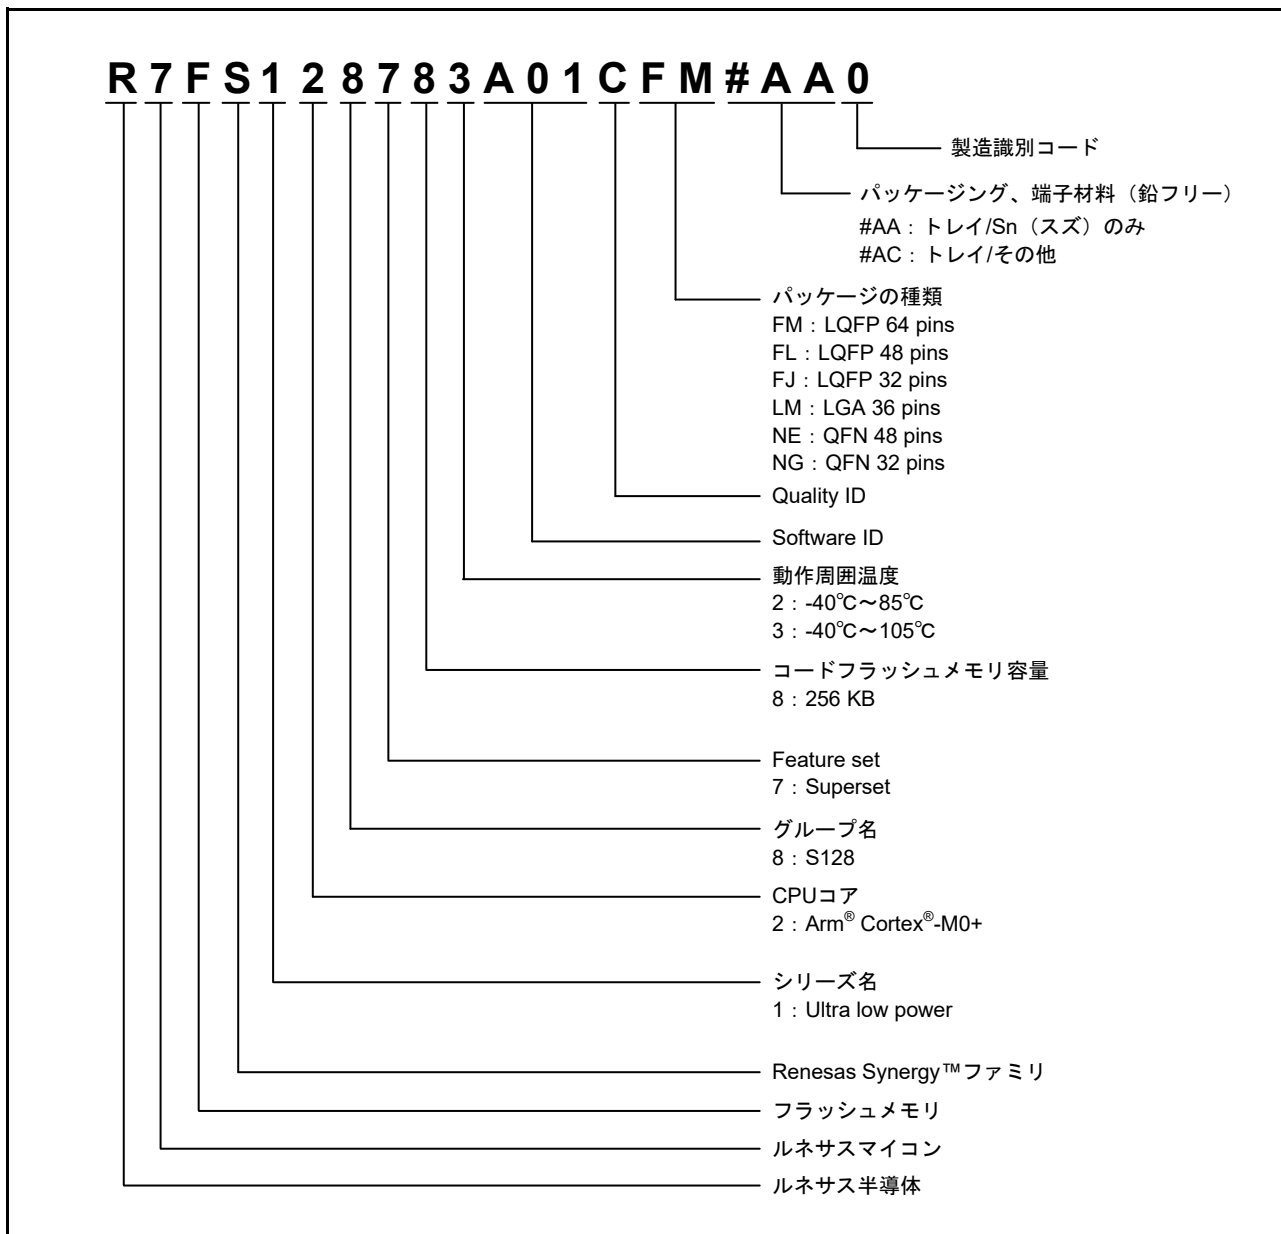 R7FS128783A01CFM#AA0
製造識別コード
パッケージング、端子材料（鉛フリー）
#AA：トレイ/Sn（スズ）のみ
#AC：トレイ/その他
パッケージの種類
FM：LQFP 64 pins
FL：LQFP 48 pins
FJ：LQFP 32 pins
LM：LGA 36 pins
NE：QFN 48 pins
NG：QFN 32 pins
Quality ID
Software ID
動作周囲温度
2：-40℃～85℃
3：-40℃～105℃
コードフラッシュメモリ容量
8：256 KB
Feature set
7：Superset
グループ名
8：S128
CPUコア
2：Arm® Cortex®-M0+
シリーズ名
1：Ultra low power
Renesas Synergy™ファミリ
フラッシュメモリ
ルネサスマイコン
ルネサス半導体